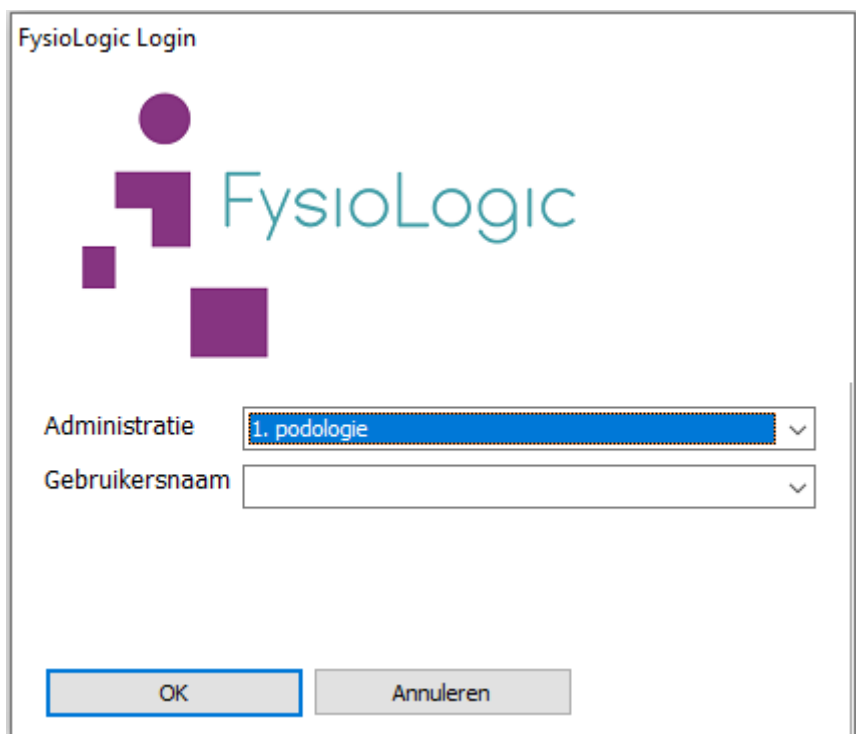 FysioLogic Login
FysioLogic
Administratie
1. podologie
Gebruikersnaam
OK
Annuleren